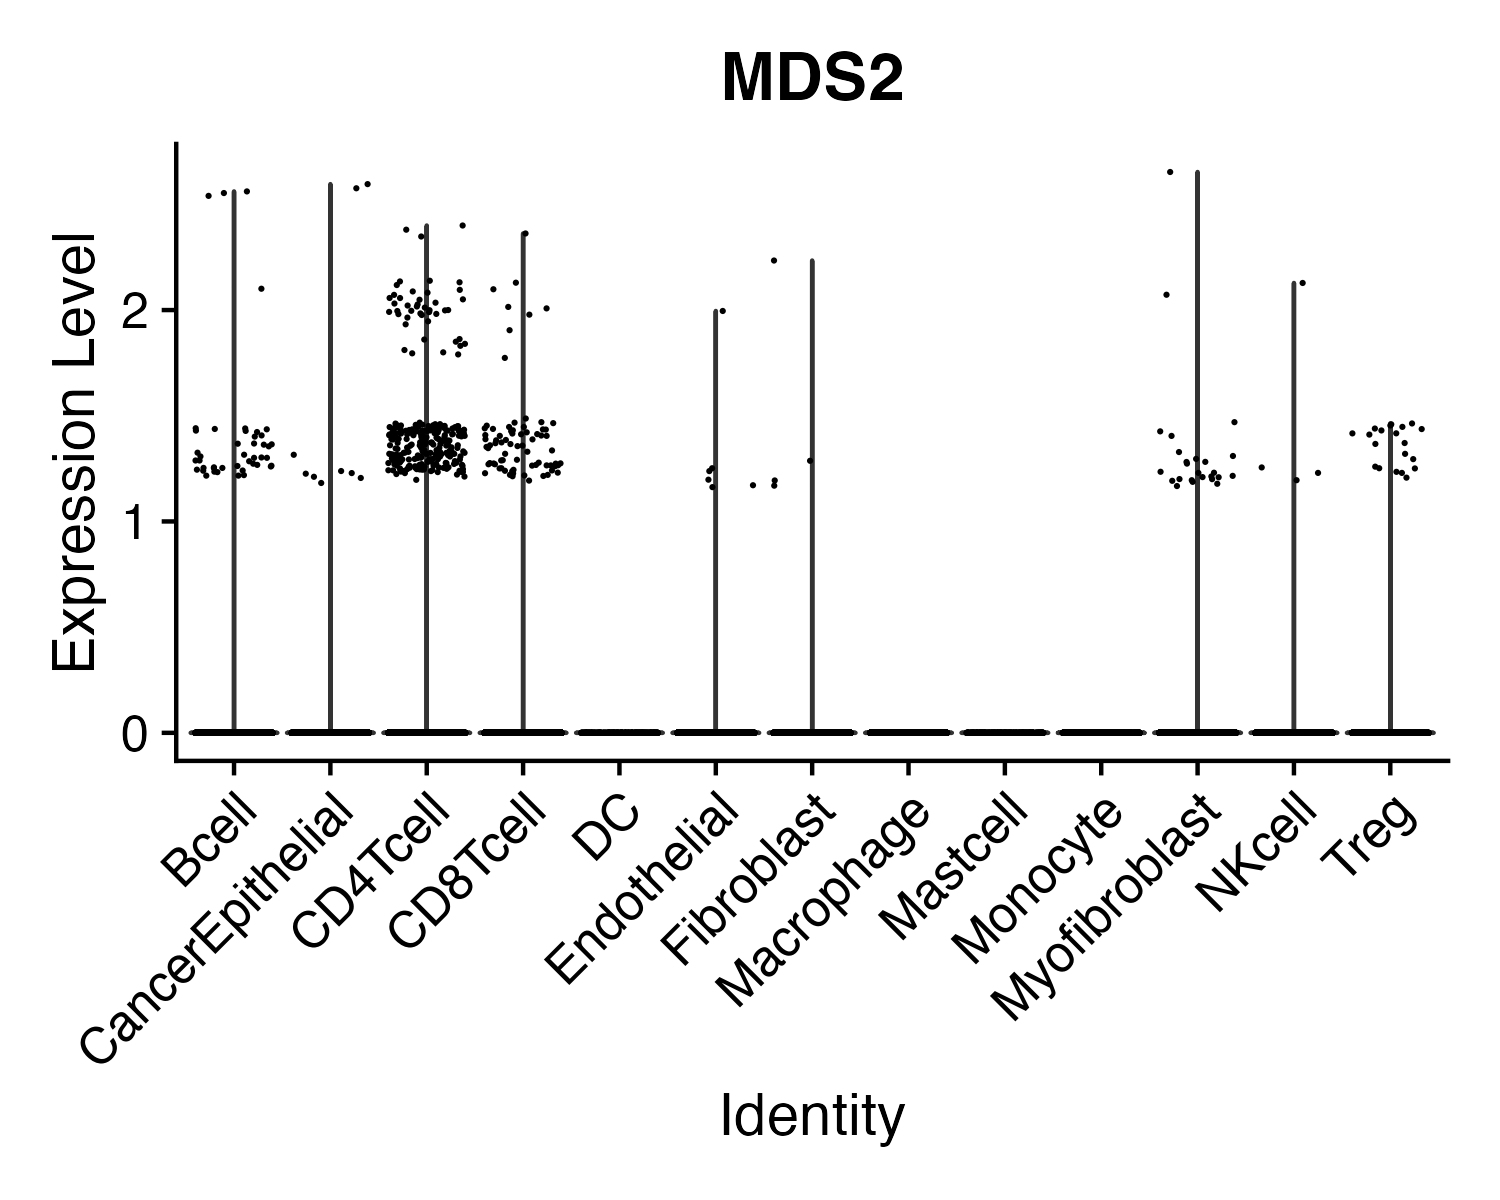 MDS2
Expression Level
2
1
0
Bcell
CancerEpithelial
CD4Tcell
CD8Tcell
DC
Endothelial
Fibroblast
Macrophage
Mastcell
Monocyte
Myofibroblast
NKcell
Treg
Identity